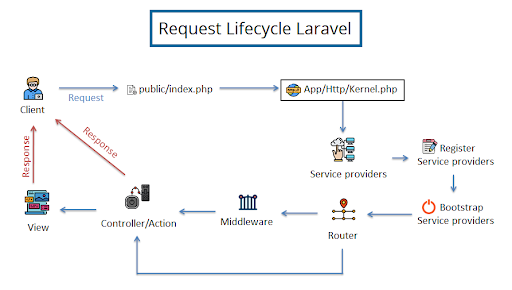 Request Lifecycle Laravel
Client
Request
public/index.php
App/Http/Kernel.php
Response
Response
Service providers
Register
Service providers
Bootstrap
Service providers
Router
Middleware
Controller/Action
View